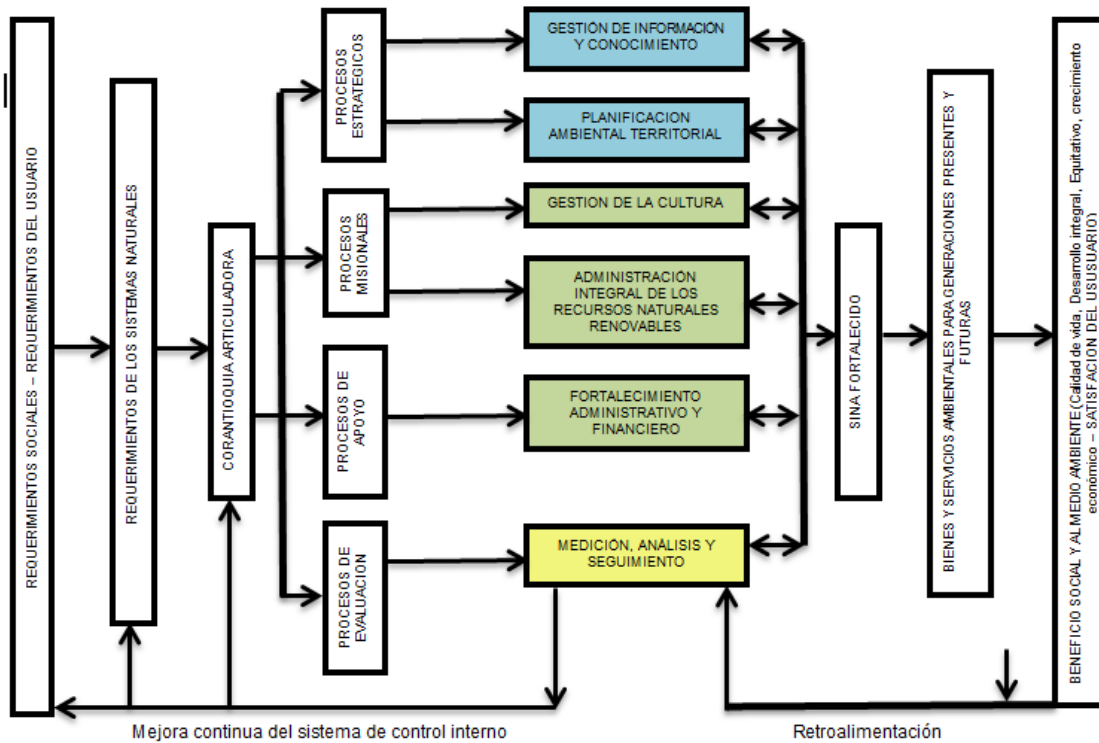 REQUERIMIENTOS SOCIALES – REQUERIMIENTOS DEL USUARIO
REQUERIMIENTOS DE LOS SISTEMAS NATURALES
CORANTIOQUIA ARTICULADORA
PROCESOS
ESTRATEGICOS
PROCESOS
MISIONALES
PROCESOS DE
APOYO
PROCESOS DE
EVALUACION
GESTIÓN DE INFORMACIÓN
Y CONOCIMIENTO
PLANIFICACION
AMBIENTAL TERRITORIAL
GESTION DE LA CULTURA
ADMINISTRACIÓN
INTEGRAL DE LOS
RECURSOS NATURALES
RENOVABLES
FORTALECIMIENTO
ADMINISTRATIVO Y
FINANCIERO
MEDICIÓN, ANÁLISIS Y
SEGUIMIENTO
SINA FORTALECIDO
BIENES Y SERVICIOS AMBIENTALES PARA GENERACIONES PRESENTES Y
FUTURAS
BENEFICIO SOCIAL Y AL MEDIO AMBIENTE (Calidad de vida, Desarrollo integral, Equitativo, crecimiento
económico – SATISFACION DEL USUSUARIO)
Mejora continua del sistema de control interno
Retroalimentación